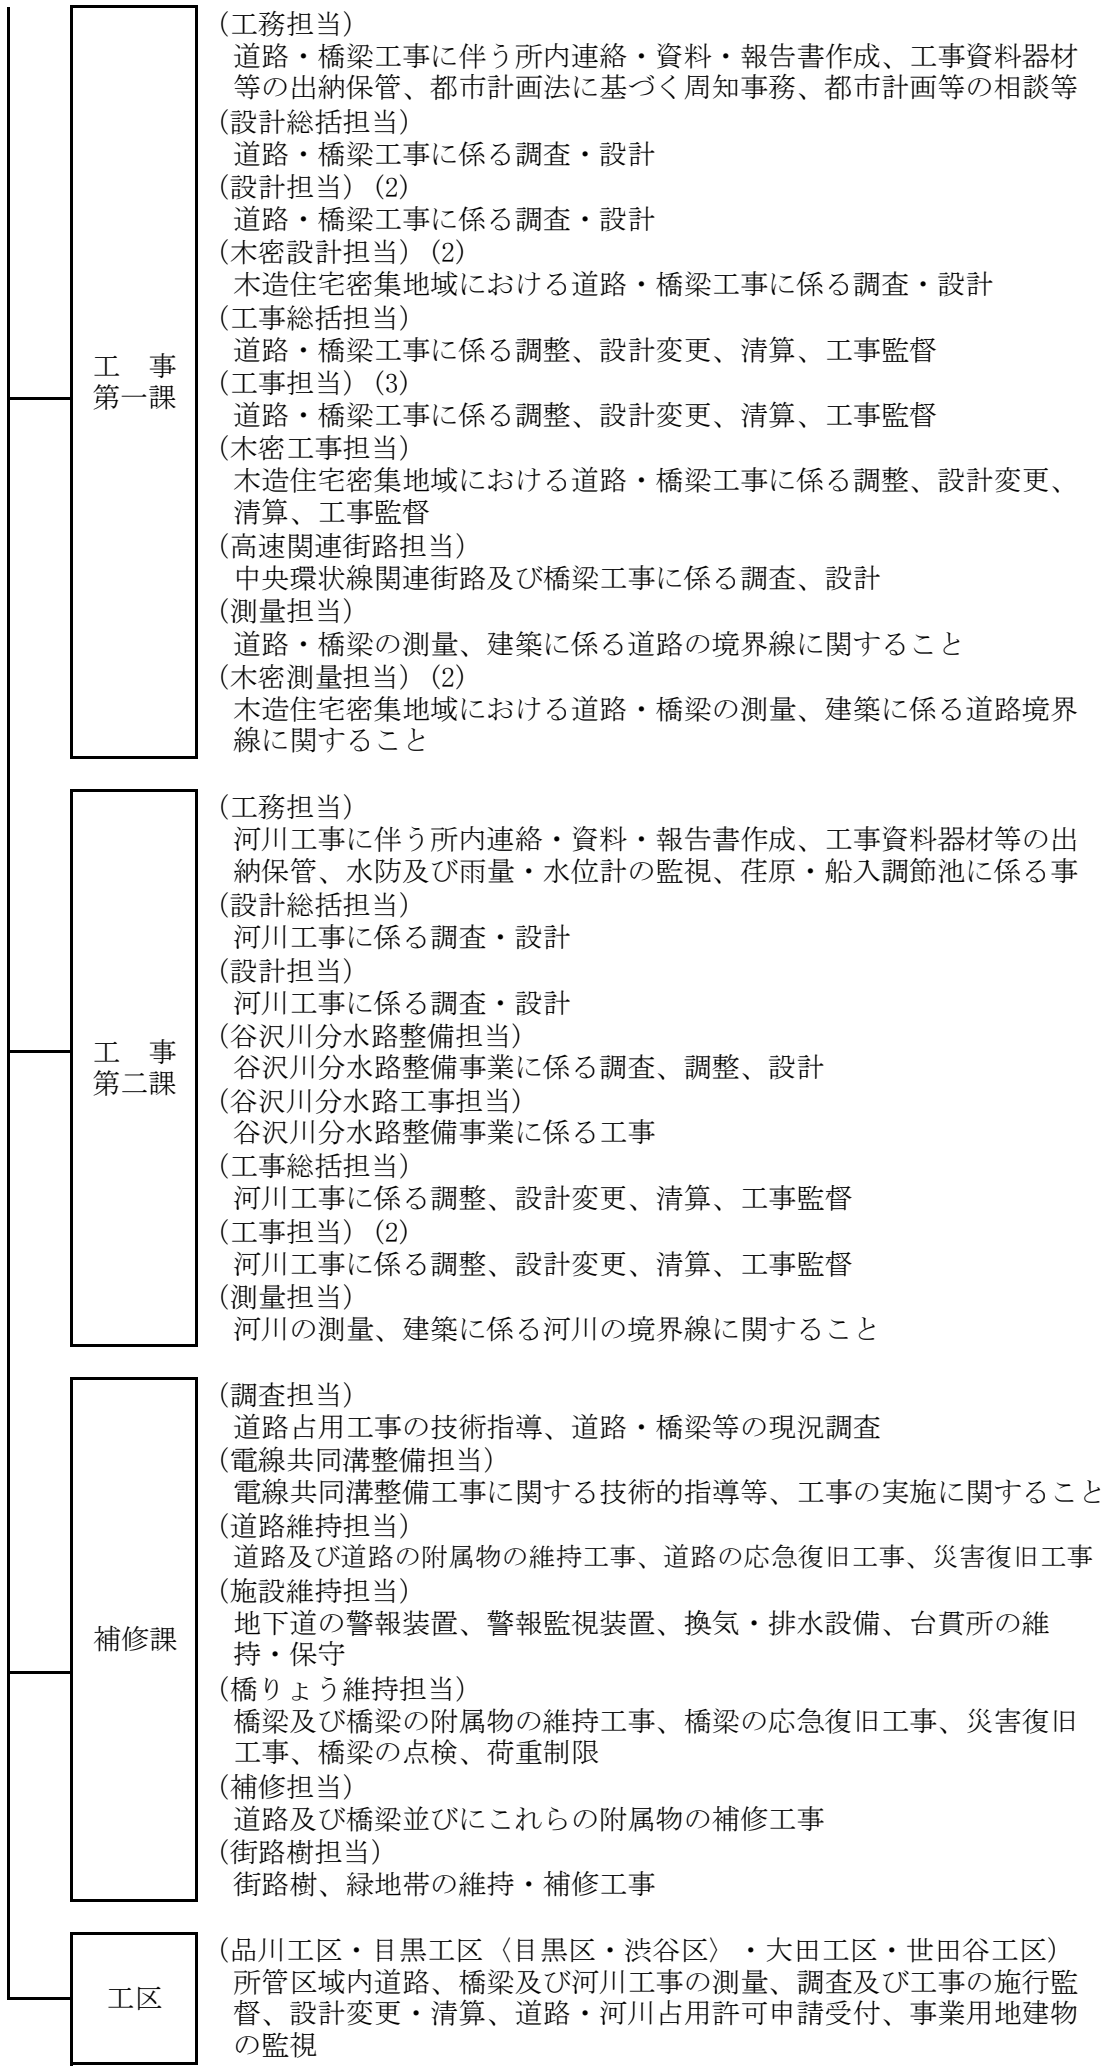 工　事
第一課
(工務担当)
道路・橋梁工事に伴う所内連絡・資料・報告書作成、工事資料器材
等の出納保管、都市計画法に基づく周知事務、都市計画等の相談等
(設計総括担当)
道路・橋梁工事に係る調査・設計
(設計担当) (2)
道路・橋梁工事に係る調査・設計
(木密設計担当) (2)
木造住宅密集地域における道路・橋梁工事に係る調査・設計
(工事総括担当)
道路・橋梁工事に係る調整、設計変更、清算、工事監督
(工事担当) (3)
道路・橋梁工事に係る調整、設計変更、清算、工事監督
(木密工事担当)
木造住宅密集地域における道路・橋梁工事に係る調整、設計変更、
清算、工事監督
(高速関連街路担当)
中央環状線関連街路及び橋梁工事に係る調査、設計
(測量担当)
道路・橋梁の測量、建築に係る道路の境界線に関すること
(木密測量担当) (2)
木造住宅密集地域における道路・橋梁の測量、建築に係る道路境界
線に関すること
工　事
第二課
(工務担当)
河川工事に伴う所内連絡・資料・報告書作成、工事資料器材等の出
納保管、水防及び雨量・水位計の監視、荏原・船入調節池に係る事
(設計総括担当)
河川工事に係る調査・設計
(設計担当)
河川工事に係る調査・設計
(谷沢川分水路整備担当)
谷沢川分水路整備事業に係る調査、調整、設計
(谷沢川分水路工事担当)
谷沢川分水路整備事業に係る工事
(工事総括担当)
河川工事に係る調整、設計変更、清算、工事監督
(工事担当) (2)
河川工事に係る調整、設計変更、清算、工事監督
(測量担当)
河川の測量、建築に係る河川の境界線に関すること
補修課
(調査担当)
道路占用工事の技術指導、道路・橋梁等の現況調査
(電線共同溝整備担当)
電線共同溝整備工事に関する技術的指導等、工事の実施に関すること
(道路維持担当)
道路及び道路の附属物の維持工事、道路の応急復旧工事、災害復旧工事
(施設維持担当)
地下道の警報装置、警報監視装置、換気・排水設備、台貫所の維
持・保守
(橋りょう維持担当)
橋梁及び橋梁の附属物の維持工事、橋梁の応急復旧工事、災害復旧
工事、橋梁の点検、荷重制限
(補修担当)
道路及び橋梁並びにこれらの附属物の補修工事
(街路樹担当)
街路樹、緑地帯の維持・補修工事
工区
(品川工区・目黒工区〈目黒区・渋谷区〉・大田工区・世田谷工区)
所管区域内道路、橋梁及び河川工事の測量、調査及び工事の施行監
督、設計変更・清算、道路・河川占用許可申請受付、事業用地建物
の監視